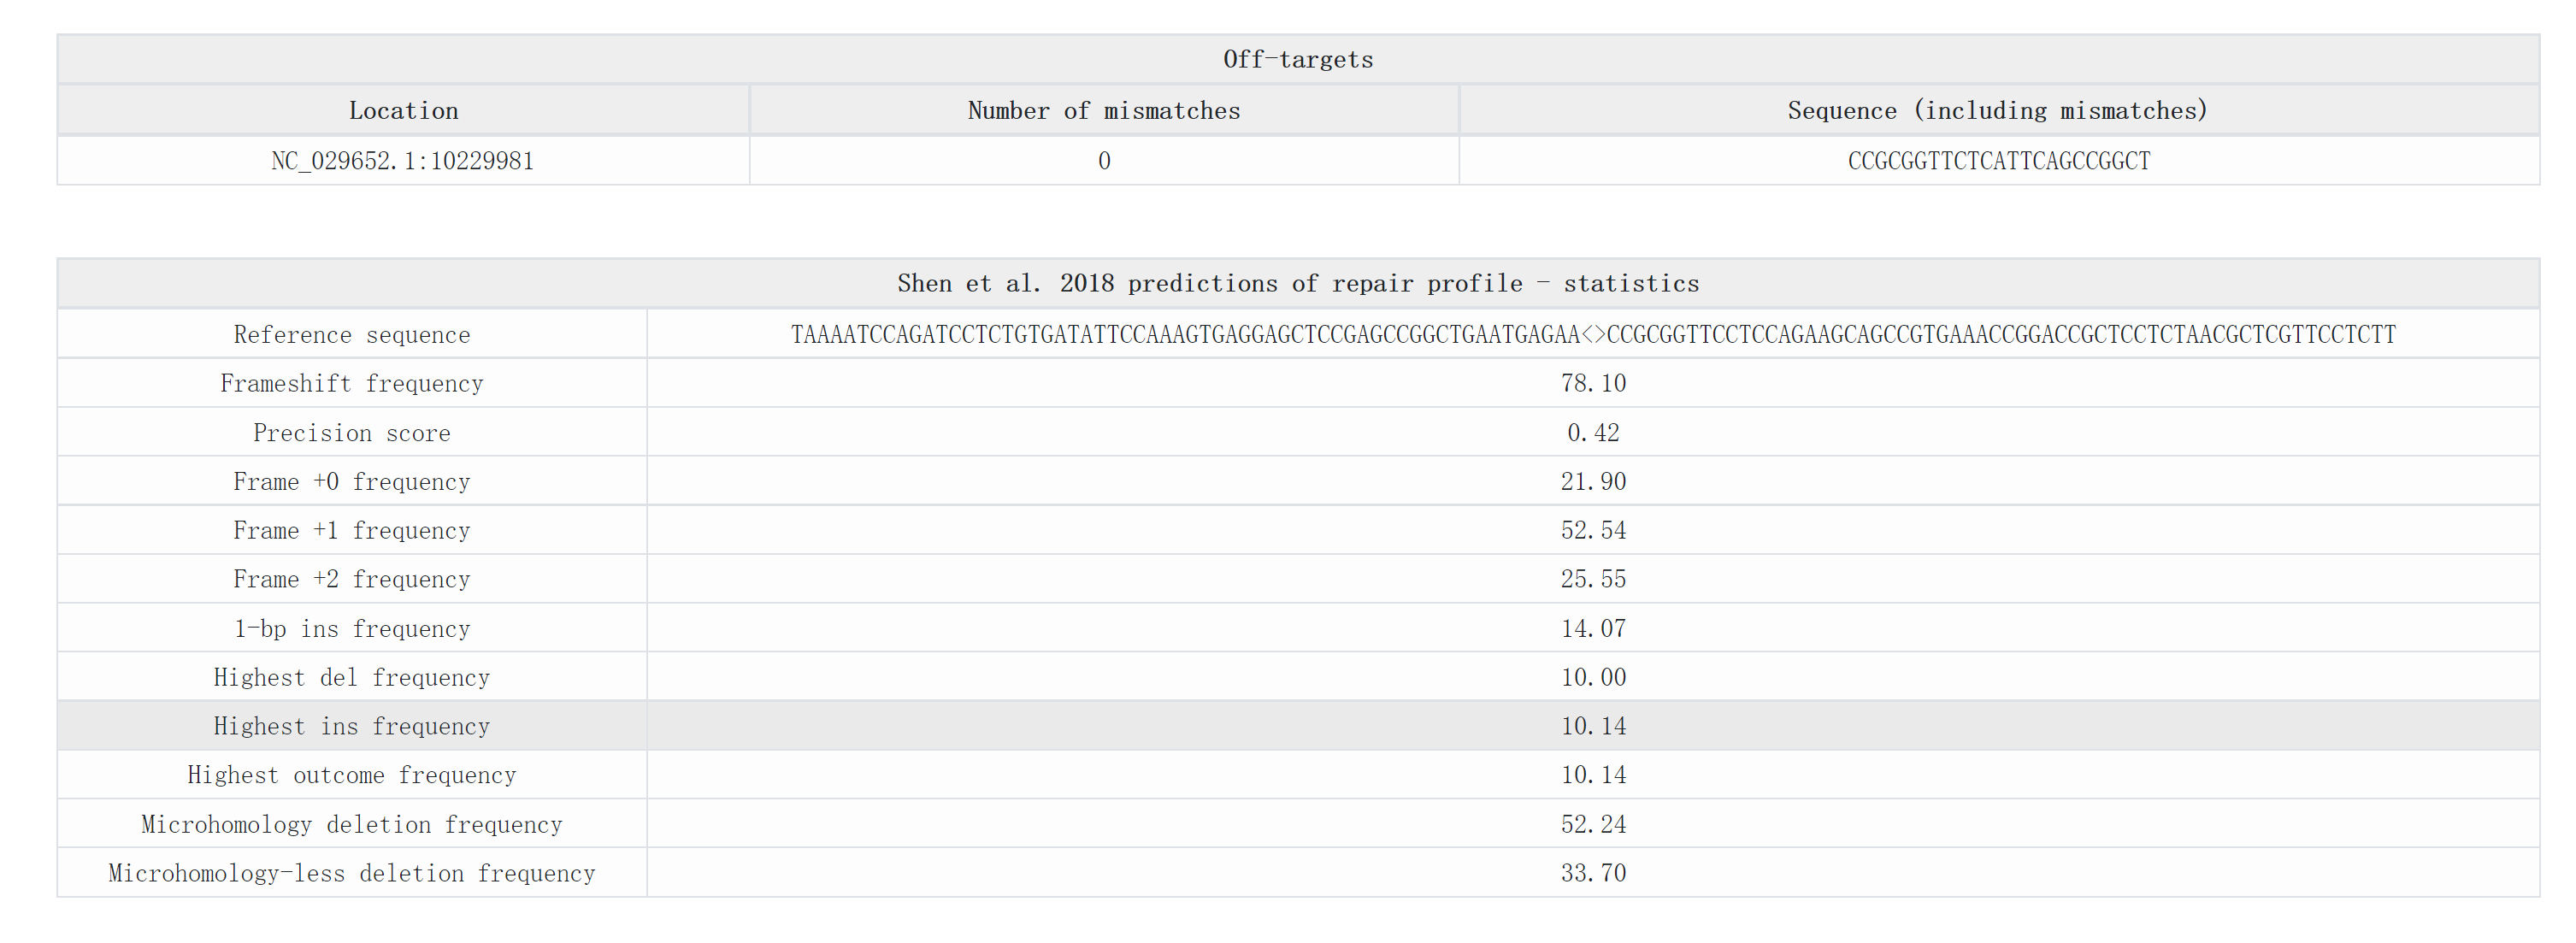 Off-targets
Location Number of mismatches Sequence (including mismatches)
NC_029652.1:10229981 0 CCGCGGTTCTCATTCAGCCGGCT
Shen et al. 2018 predictions of repair profile - statistics
Reference sequence TAAAATCCAGATCCTCTGTGATATTCCAAAGTGAGGAGCTCCGAGCCGGCTGAATGAGAA<>CCGCGGTTCCTCCAGAAGCAGCCGTGAAACCGGACCGCTCCTCTAACGCTCGTTCCTCTT
Frameshift frequency 78.10
Precision score 0.42
Frame +0 frequency 21.90
Frame +1 frequency 52.54
Frame +2 frequency 25.55
1-bp ins frequency 14.07
Highest del frequency 10.00
Highest ins frequency 10.14
Highest outcome frequency 10.14
Microhomology deletion frequency 52.24
Microhomology-less deletion frequency 33.70